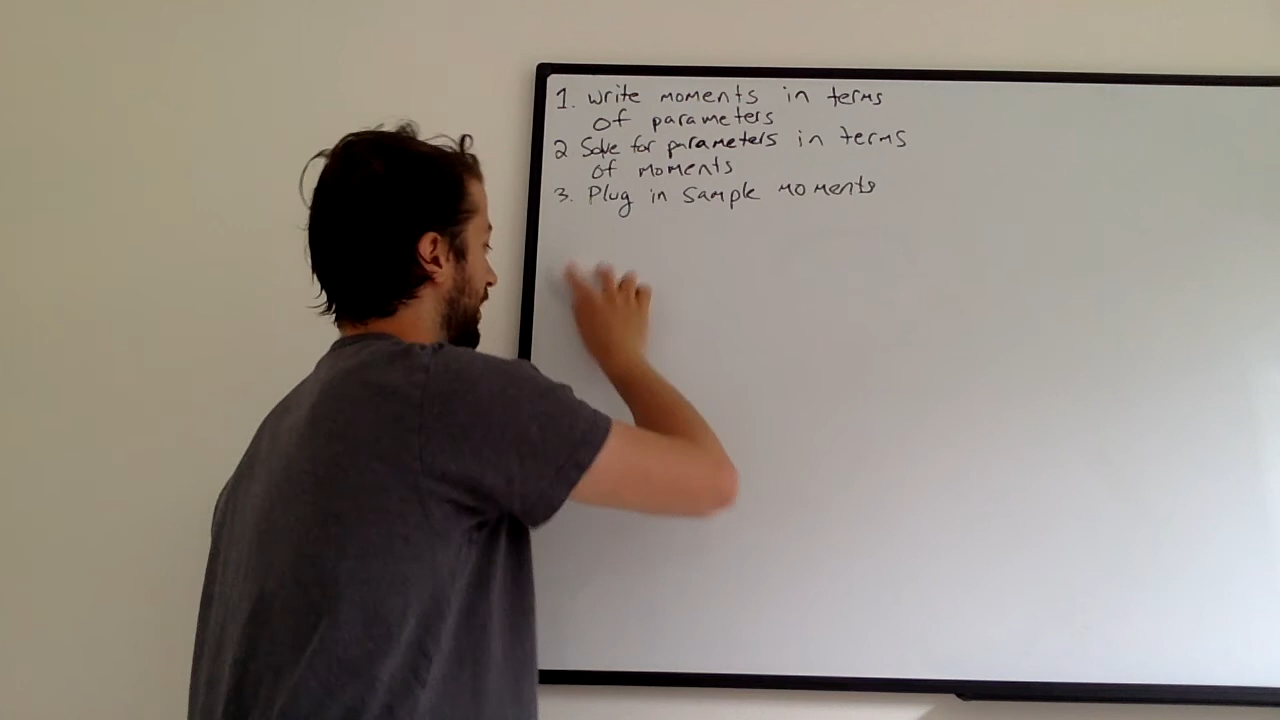 1. Write moments in terms
of parameters
2 Solve for parameters in terms
of moments
3. Plug in sample moments